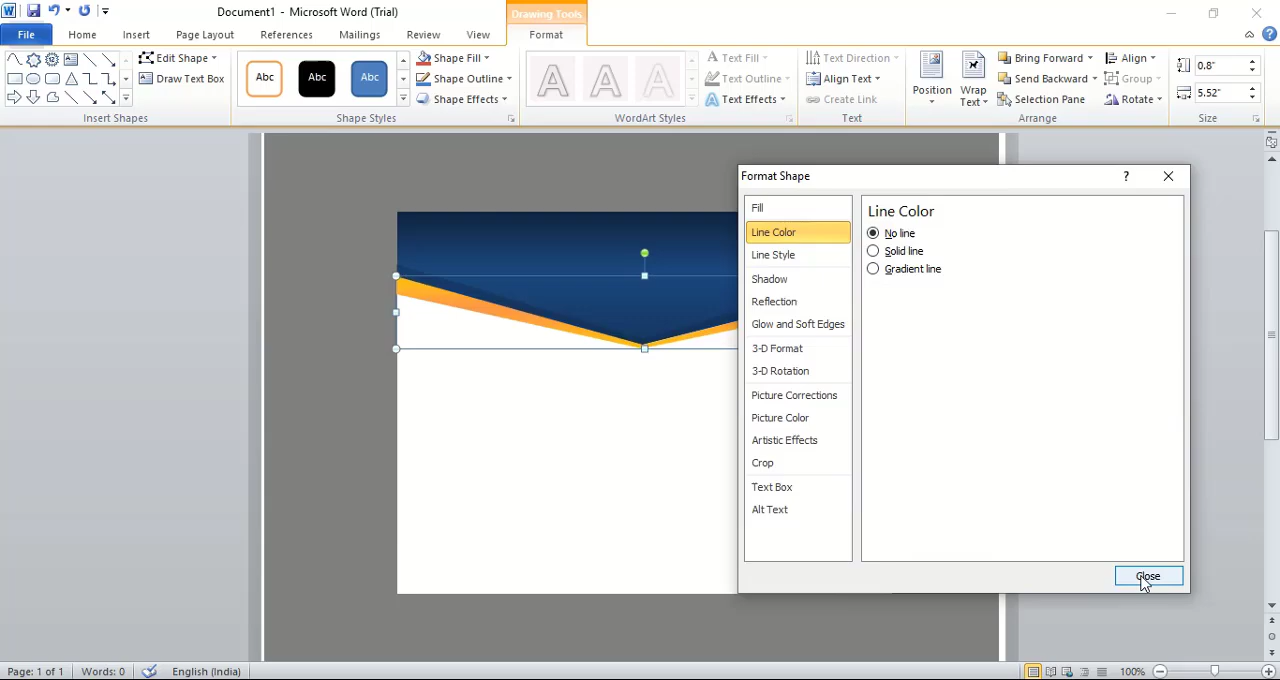 Document1 - Microsoft Word (Trial)
Drawing Tools
File Home Insert Page Layout References Mailings Review View Format
Edit Shape
Draw Text Box
Insert Shapes
Abc Abc Abc
Shape Fill
Shape Outline
Shape Effects
Shape Styles
A A A
Text Fill
Text Outline
Text Effects
WordArt Styles
Text Direction
Align Text
Create Link
Text
Position
Wrap
Text
Bring Forward
Send Backward
Selection Pane
Align
Group
Rotate
Arrange
0.8"
5.52"
Size
Format Shape
Fill
Line Color
Line Style
Shadow
Reflection
Glow and Soft Edges
3-D Format
3-D Rotation
Picture Corrections
Picture Color
Artistic Effects
Crop
Text Box
Alt Text
Line Color
No line
Solid line
Gradient line
Close
Page: 1 of 1 Words: 0 English (India) 100%